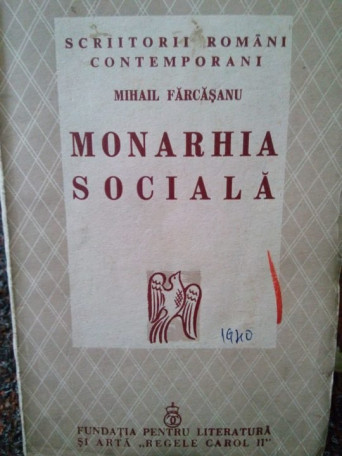 SCRIITORII ROMÂNI
CONTEMPORANI
MIHAIL FĂRCĂȘANU
MONARHIA
SOCIALĂ
1940
FUNDAȚIA PENTRU LITERATURĂ
ȘI ARTĂ „REGELE CAROL II"